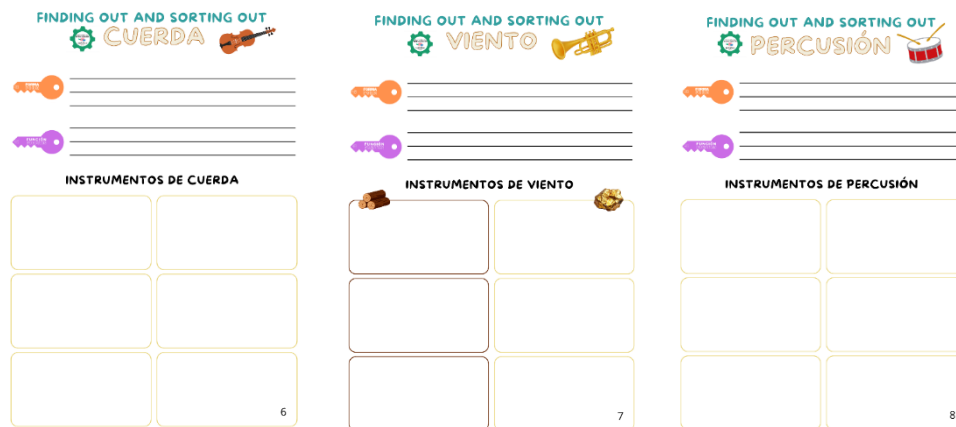 FINDING OUT AND SORTING OUT
CUERDA
INSTRUMENTOS DE CUERDA
6
FINDING OUT AND SORTING OUT
VIENTO
INSTRUMENTOS DE VIENTO
7
FINDING OUT AND SORTING OUT
PERCUSIÓN
INSTRUMENTOS DE PERCUSIÓN
8